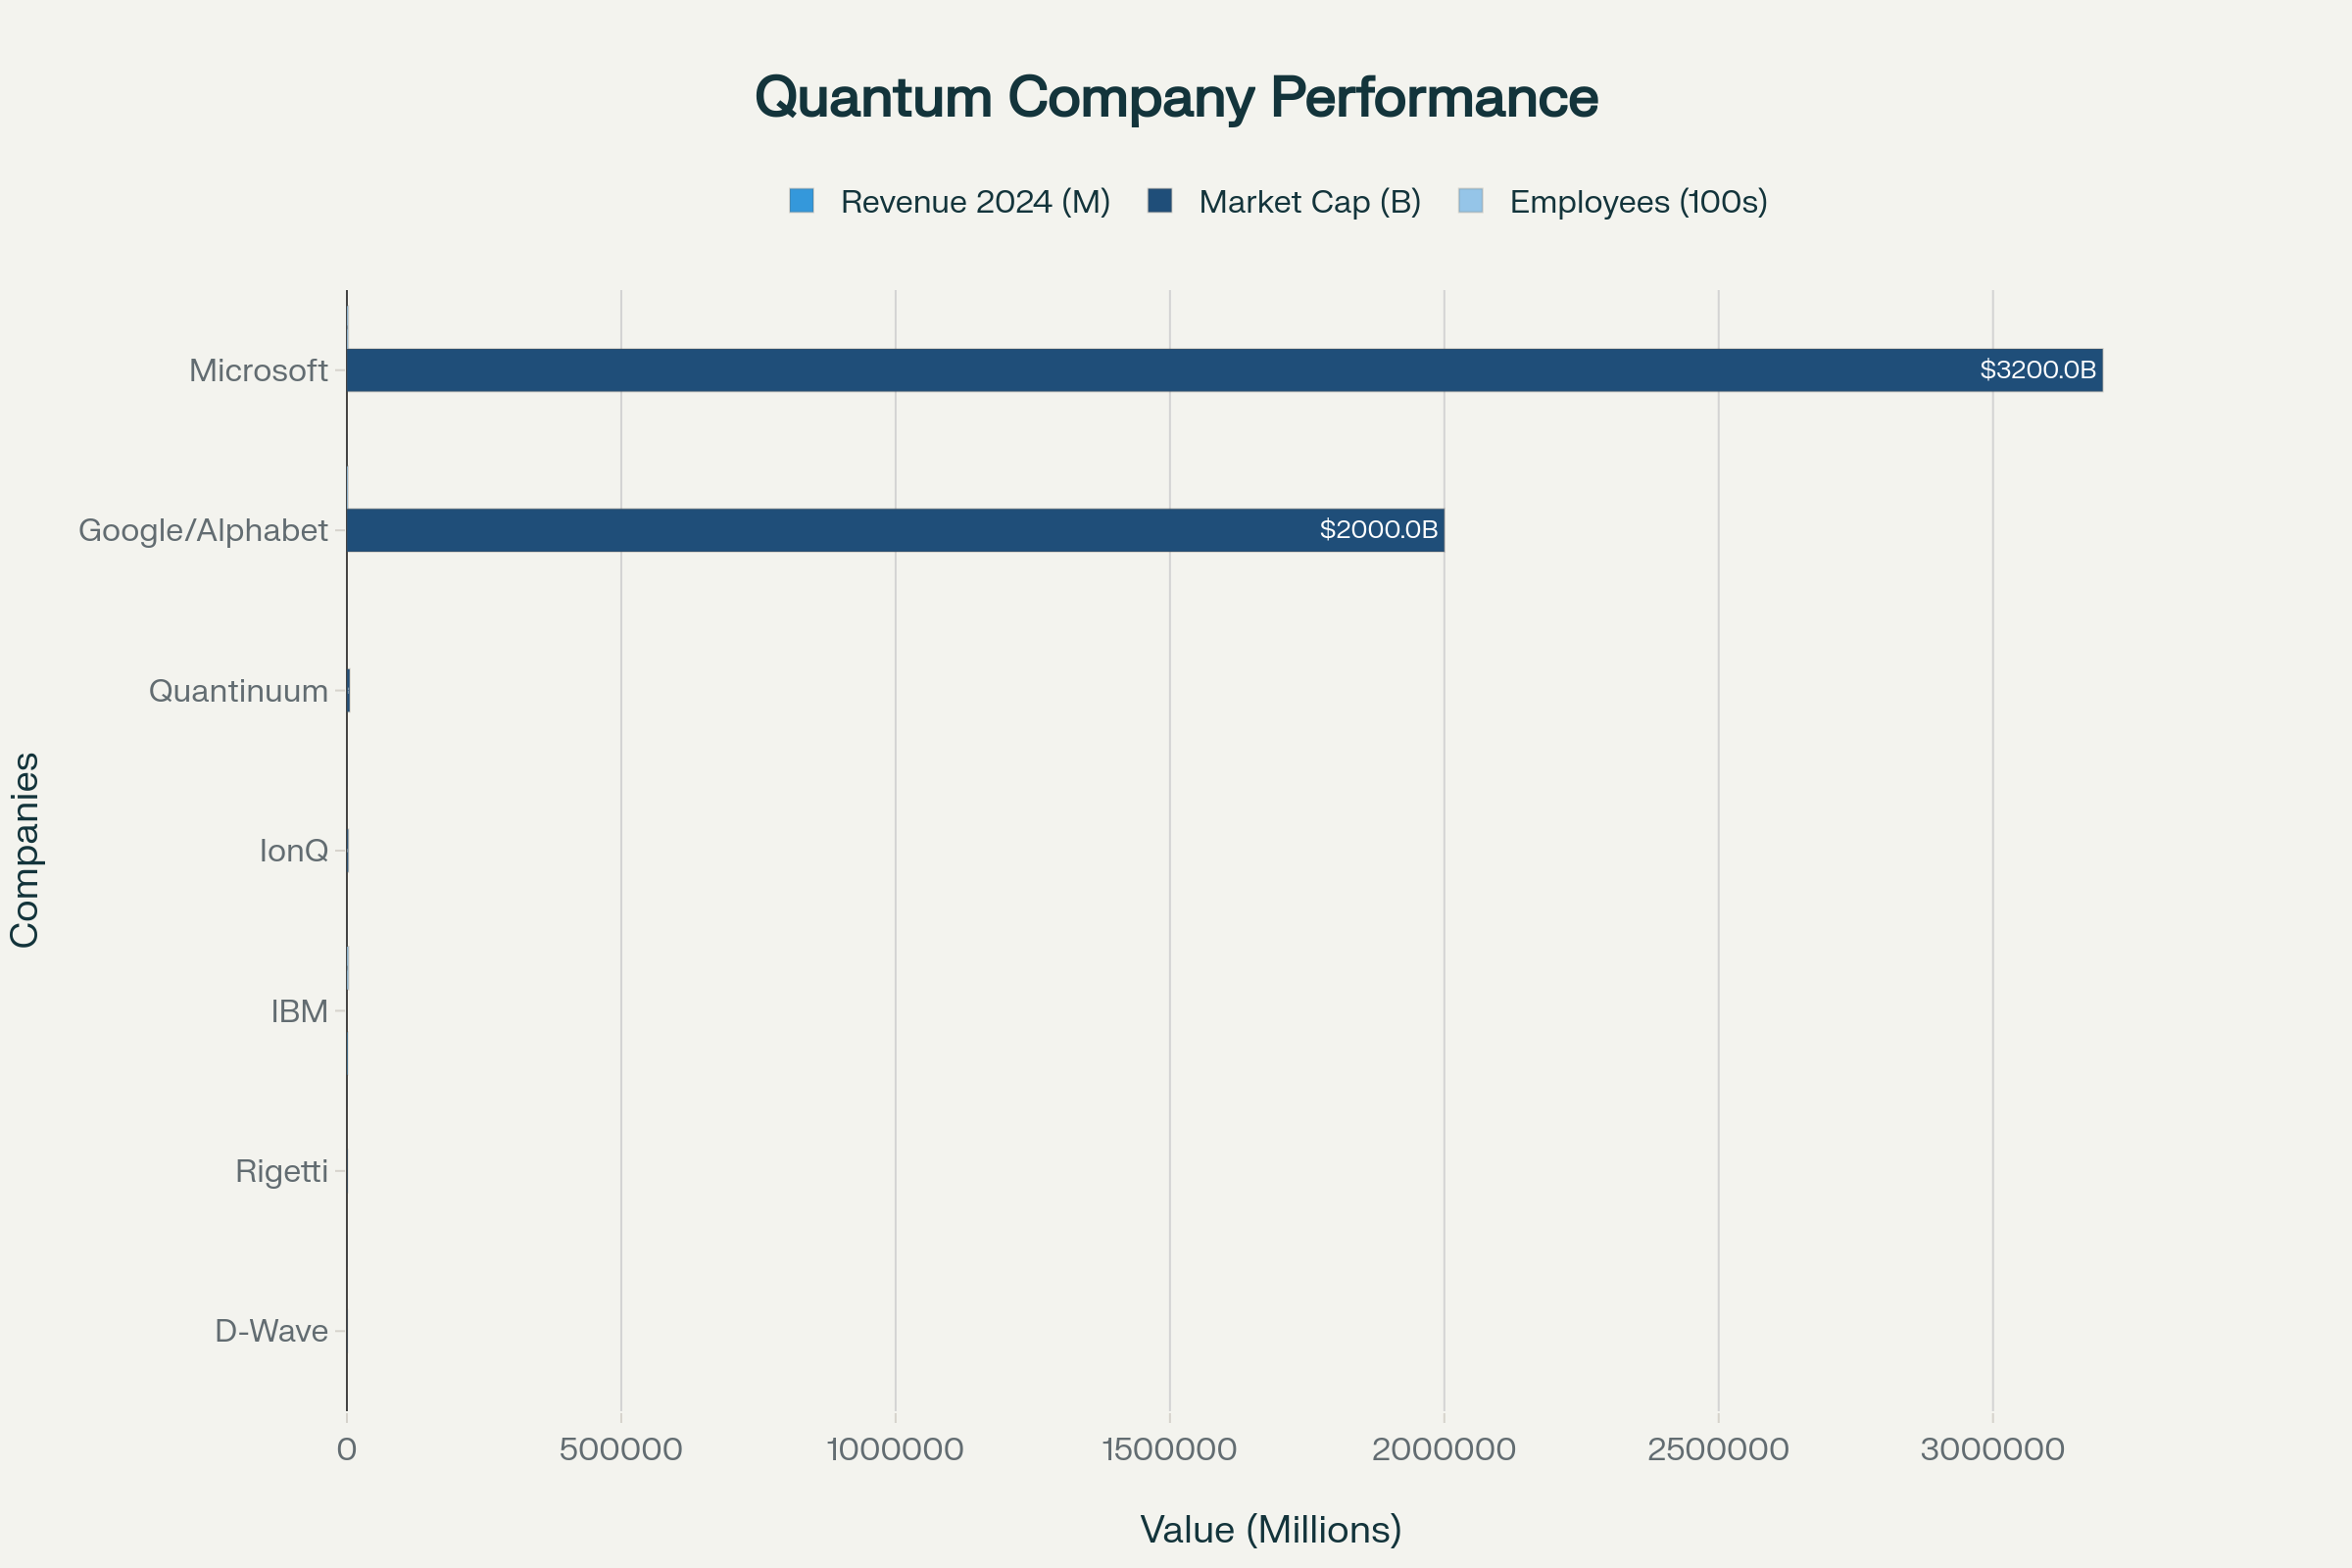 Quantum Company Performance
Revenue 2024 (M) Market Cap (B) Employees (100s)
Microsoft
$3200.0B
Google/Alphabet
$2000.0B
Quantinuum
IonQ
IBM
Rigetti
D-Wave
Companies
0 500000 1000000 1500000 2000000 2500000 3000000
Value (Millions)